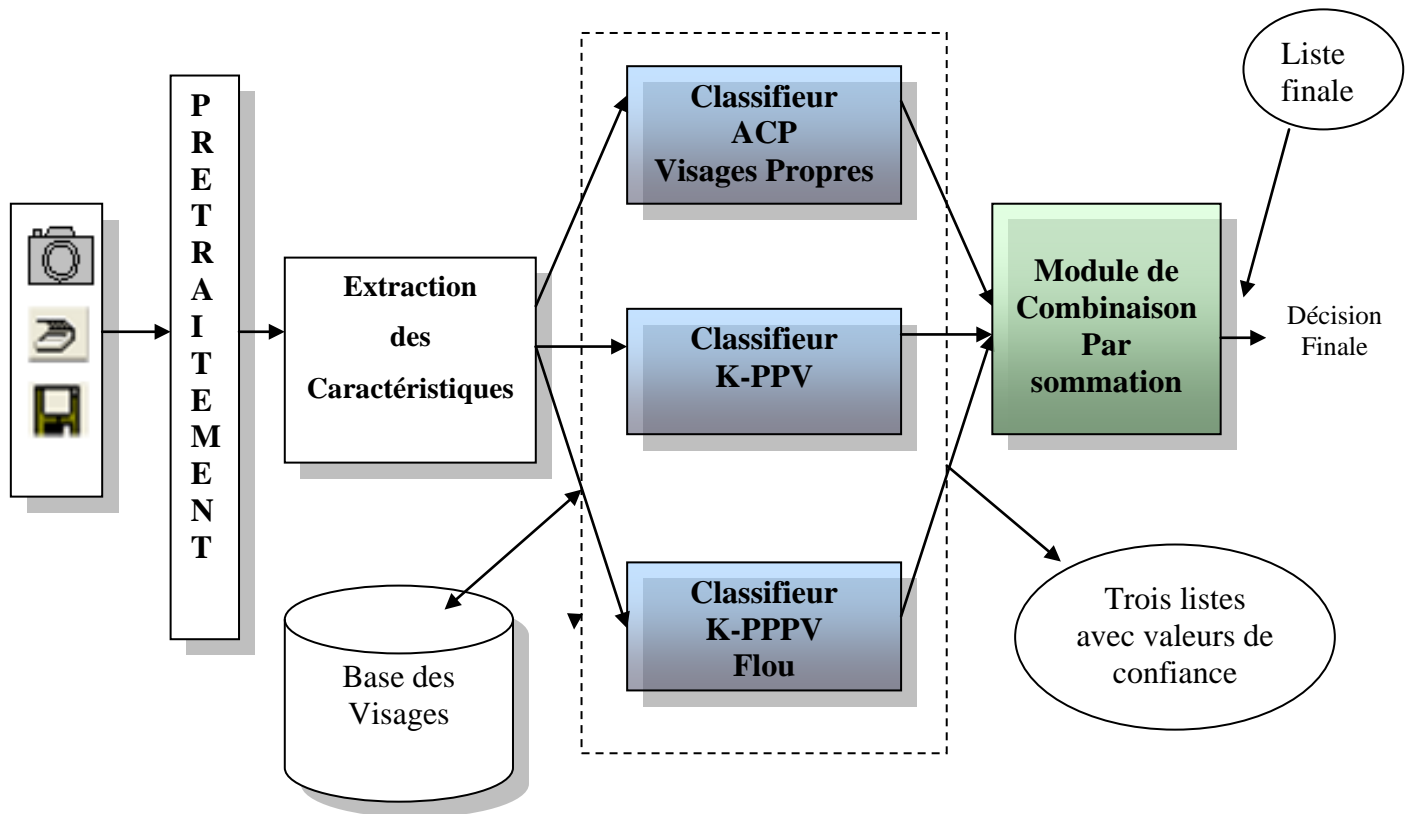 PRETRAITEMENT
Extraction
des
Caractéristiques
Base des
Visages
Classifieur
ACP
Visages Propres
Classifieur
K-PPV
Classifieur
K-PPPV
Flou
Module de
Combinaison
Par
sommation
Liste
finale
Décision
Finale
Trois listes
avec valeurs de
confiance